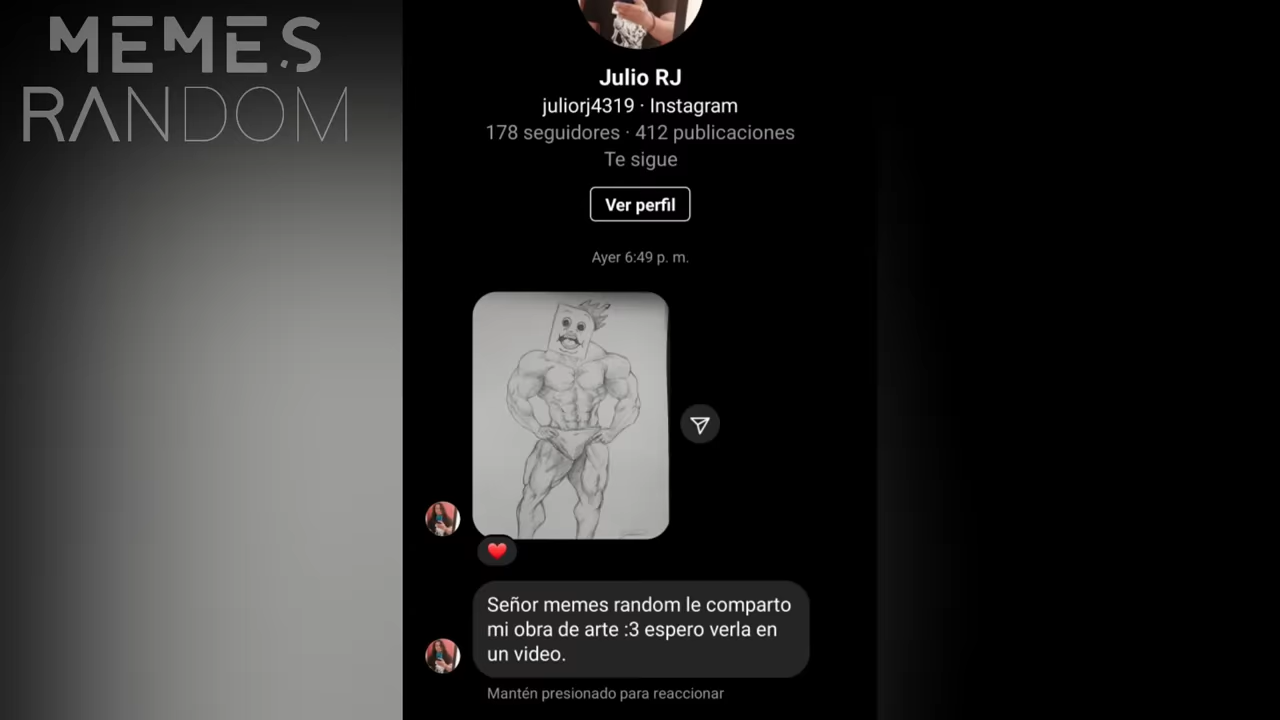 MEMES
RANDOM
Julio RJ
juliorj4319 · Instagram
178 seguidores · 412 publicaciones
Te sigue
Ver perfil
Ayer 6:49 p. m.
Señor memes random le comparto
mi obra de arte :3 espero verla en
un video.
Mantén presionado para reaccionar